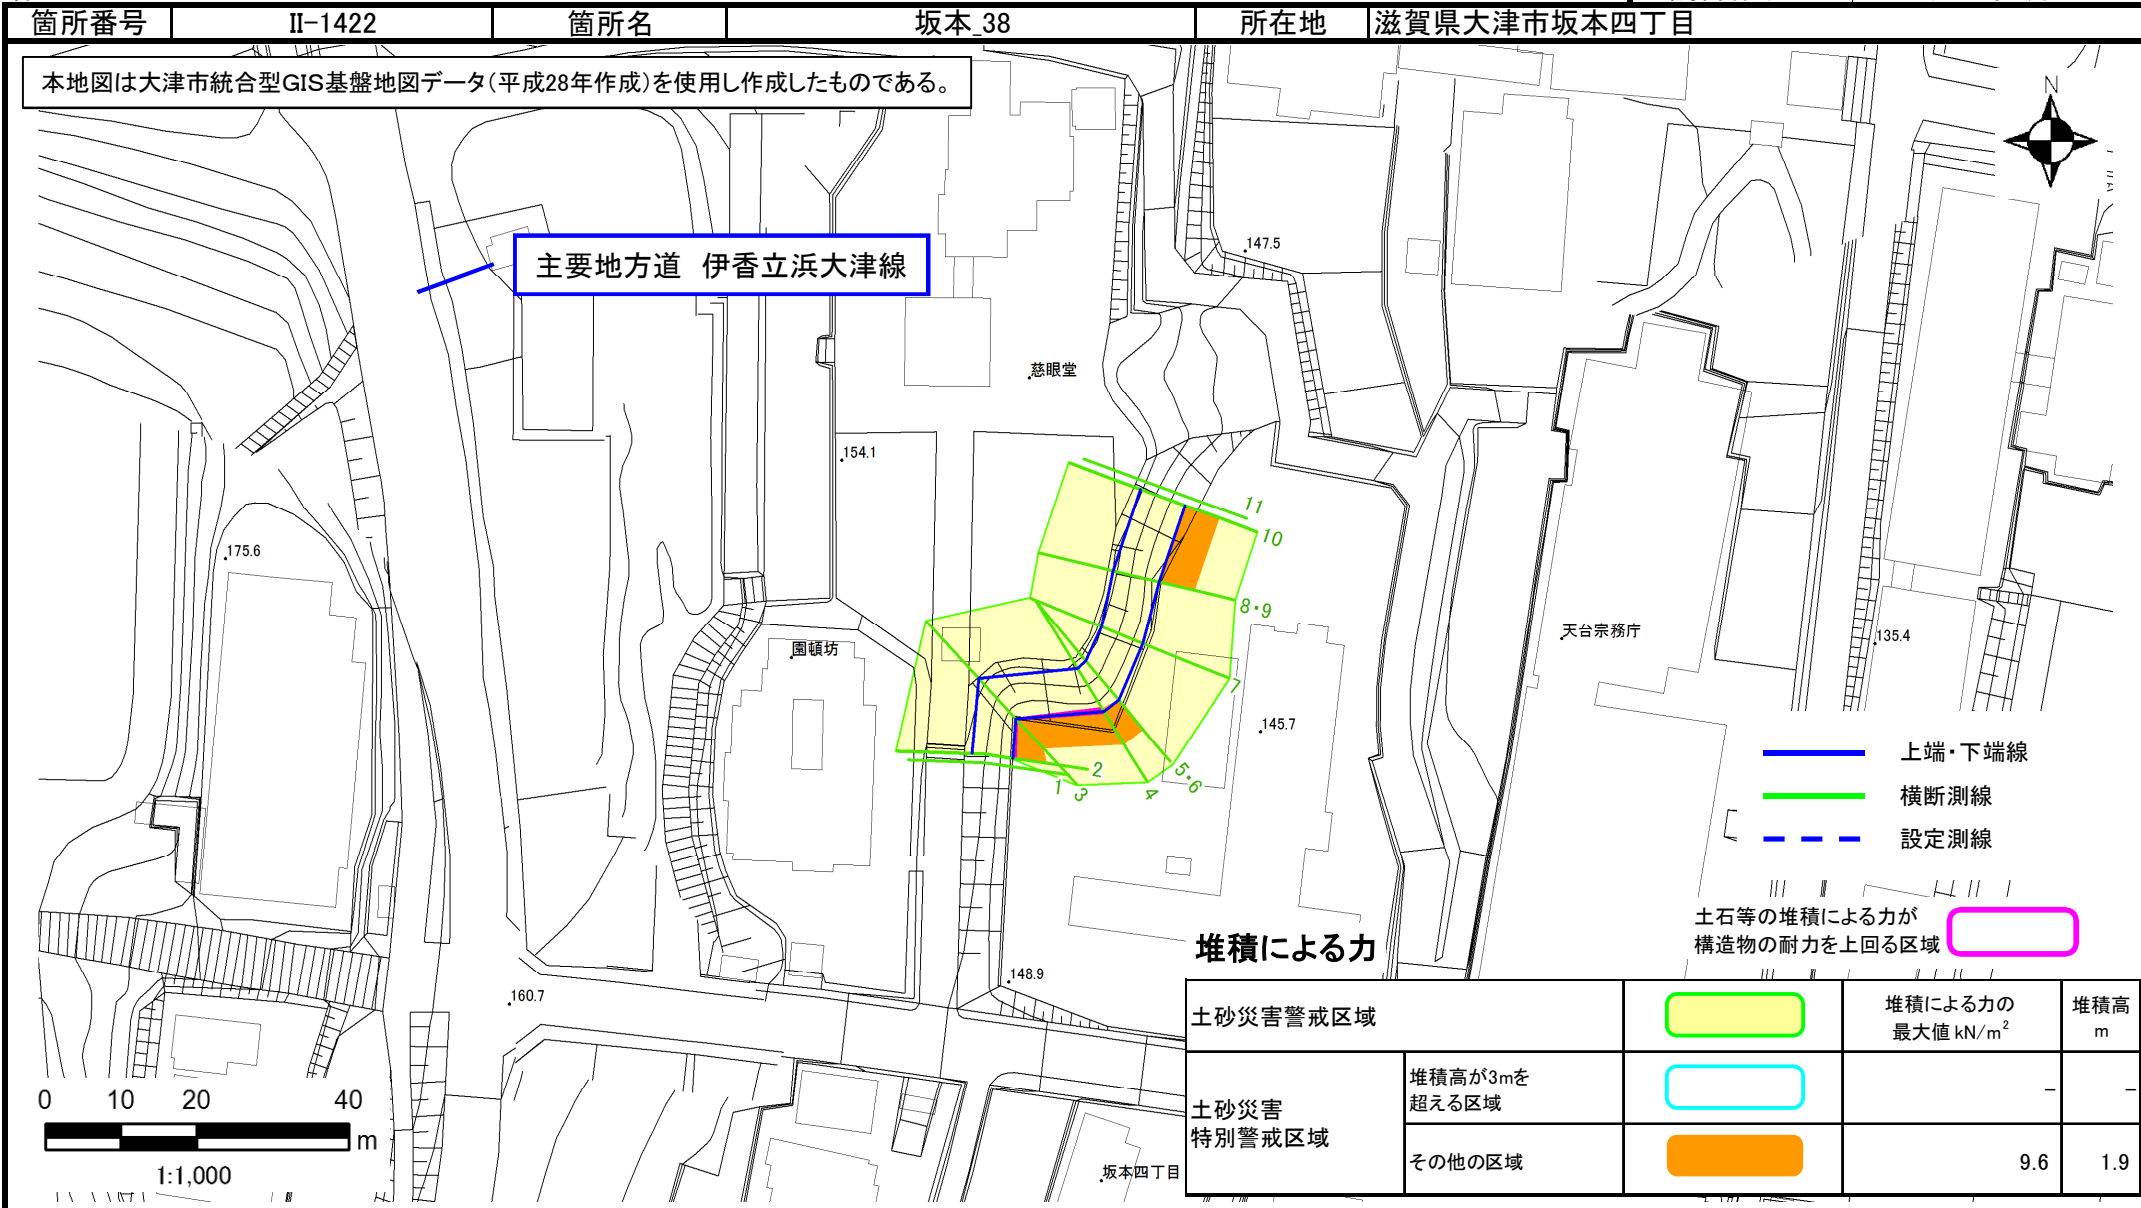 箇所番号 II-1422 箇所名 坂本_38 所在地 滋賀県大津市坂本四丁目
本地図は大津市統合型GIS基盤地図データ(平成28年作成)を使用し作成したものである。
N
147.5
主要地方道 伊香立浜大津線
慈眼堂
154.1
11
10
175.6
8・9
天台宗務庁
135.4
園頓坊
7
145.7
2
5・6
1
3
4
上端・下端線
横断測線
設定測線
土石等の堆積による力が
構造物の耐力を上回る区域
堆積による力
148.9
160.7
土砂災害警戒区域
堆積による力の
最大値 kN/m²
堆積高
m
土砂災害
特別警戒区域
堆積高が3mを
超える区域
- -
その他の区域
9.6 1.9
0 10 20 40
m
1:1,000
坂本四丁目